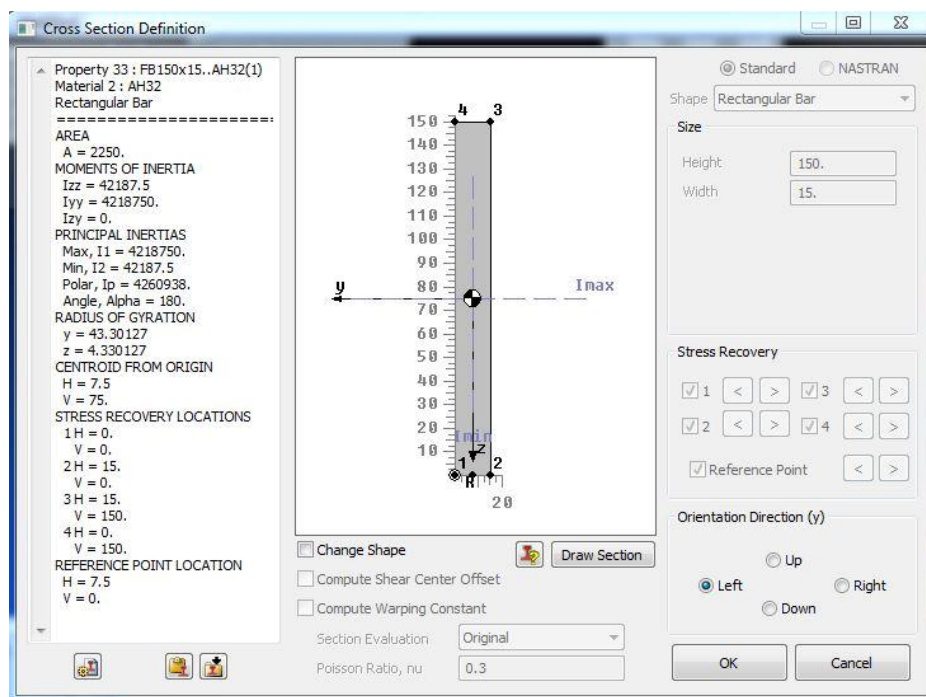 Cross Section Definition
Property 33 : FB150x15..AH32(1)
Material 2 : AH32
Rectangular Bar
=======================:
AREA
A = 2250.
MOMENTS OF INERTIA
Izz = 42187.5
Iyy = 4218750.
Izy = 0.
PRINCIPAL INERTIAS
Max, I1 = 4218750.
Min, I2 = 42187.5
Polar, Ip = 4260938.
Angle, Alpha = 180.
RADIUS OF GYRATION
y = 43.30127
z = 4.330127
CENTROID FROM ORIGIN
H = 7.5
V = 75.
STRESS RECOVERY LOCATIONS
1 H = 0.
V = 0.
2 H = 15.
V = 0.
3 H = 15.
V = 150.
4 H = 0.
V = 150.
REFERENCE POINT LOCATION
H = 7.5
V = 0.
4 3
150
140
130
120
110
100
90
y 80 Imax
70
60
50
40
30
20 Imin
10 z
1 2
R
20
Change Shape
Draw Section
Compute Shear Center Offset
Compute Warping Constant
Section Evaluation Original
Poisson Ratio, nu 0.3
Standard NASTRAN
Shape Rectangular Bar
Size
Height 150.
Width 15.
Stress Recovery
1 < > 3 < >
2 < > 4 < >
Reference Point < >
Orientation Direction (y)
Up
Left Right
Down
OK Cancel